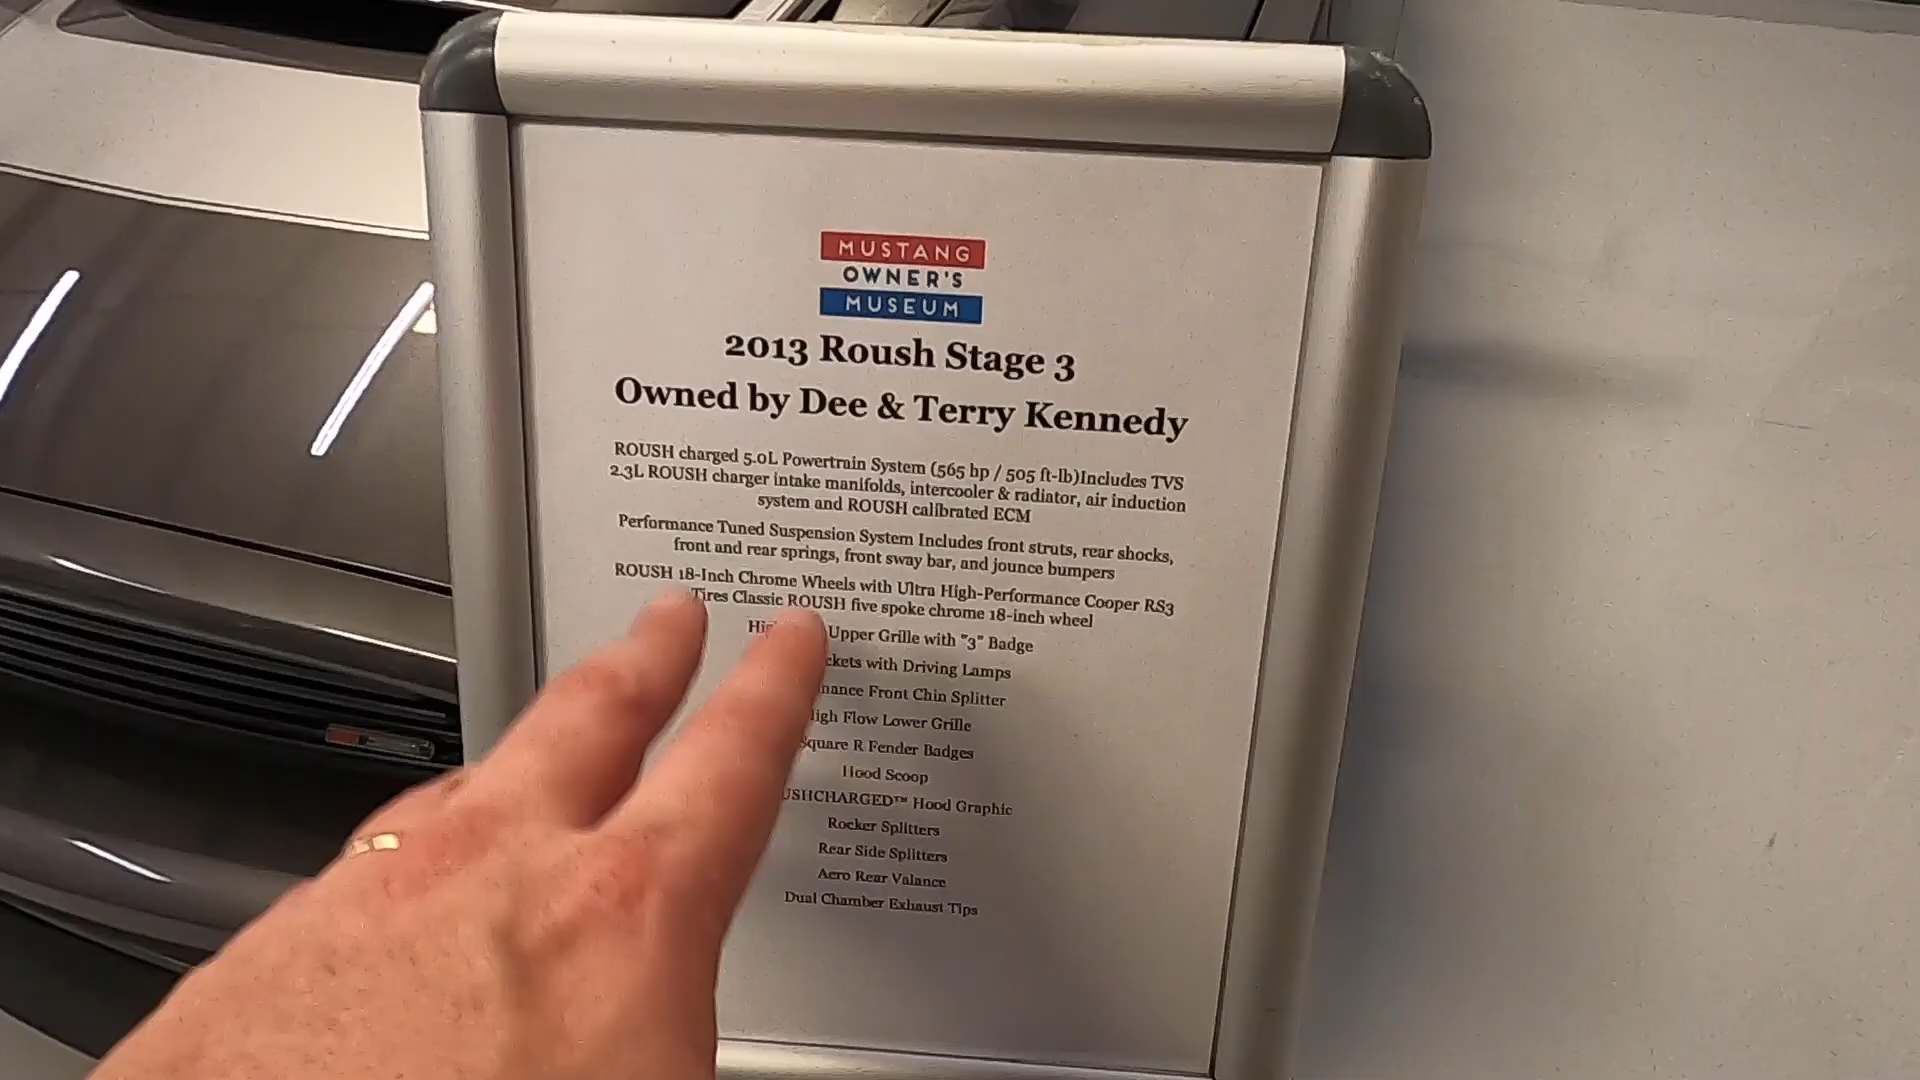 MUSTANG
OWNER'S
MUSEUM
2013 Roush Stage 3
Owned by Dee & Terry Kennedy
ROUSH charged 5.0L Powertrain System (565 hp / 505 ft-lb)Includes TVS
2.3L ROUSH charger intake manifolds, intercooler & radiator, air induction
system and ROUSH calibrated ECM
Performance Tuned Suspension System Includes front struts, rear shocks,
front and rear springs, front sway bar, and jounce bumpers
ROUSH 18-Inch Chrome Wheels with Ultra High-Performance Cooper RS3
Tires Classic ROUSH five spoke chrome 18-inch wheel
Upper Grille with "3" Badge
with Driving Lamps
Front Chin Splitter
High Flow Lower Grille
Square R Fender Badges
Hood Scoop
Hood Graphic
Rocker Splitters
Rear Side Splitters
Aero Rear Valance
Dual Chamber Exhaust Tips